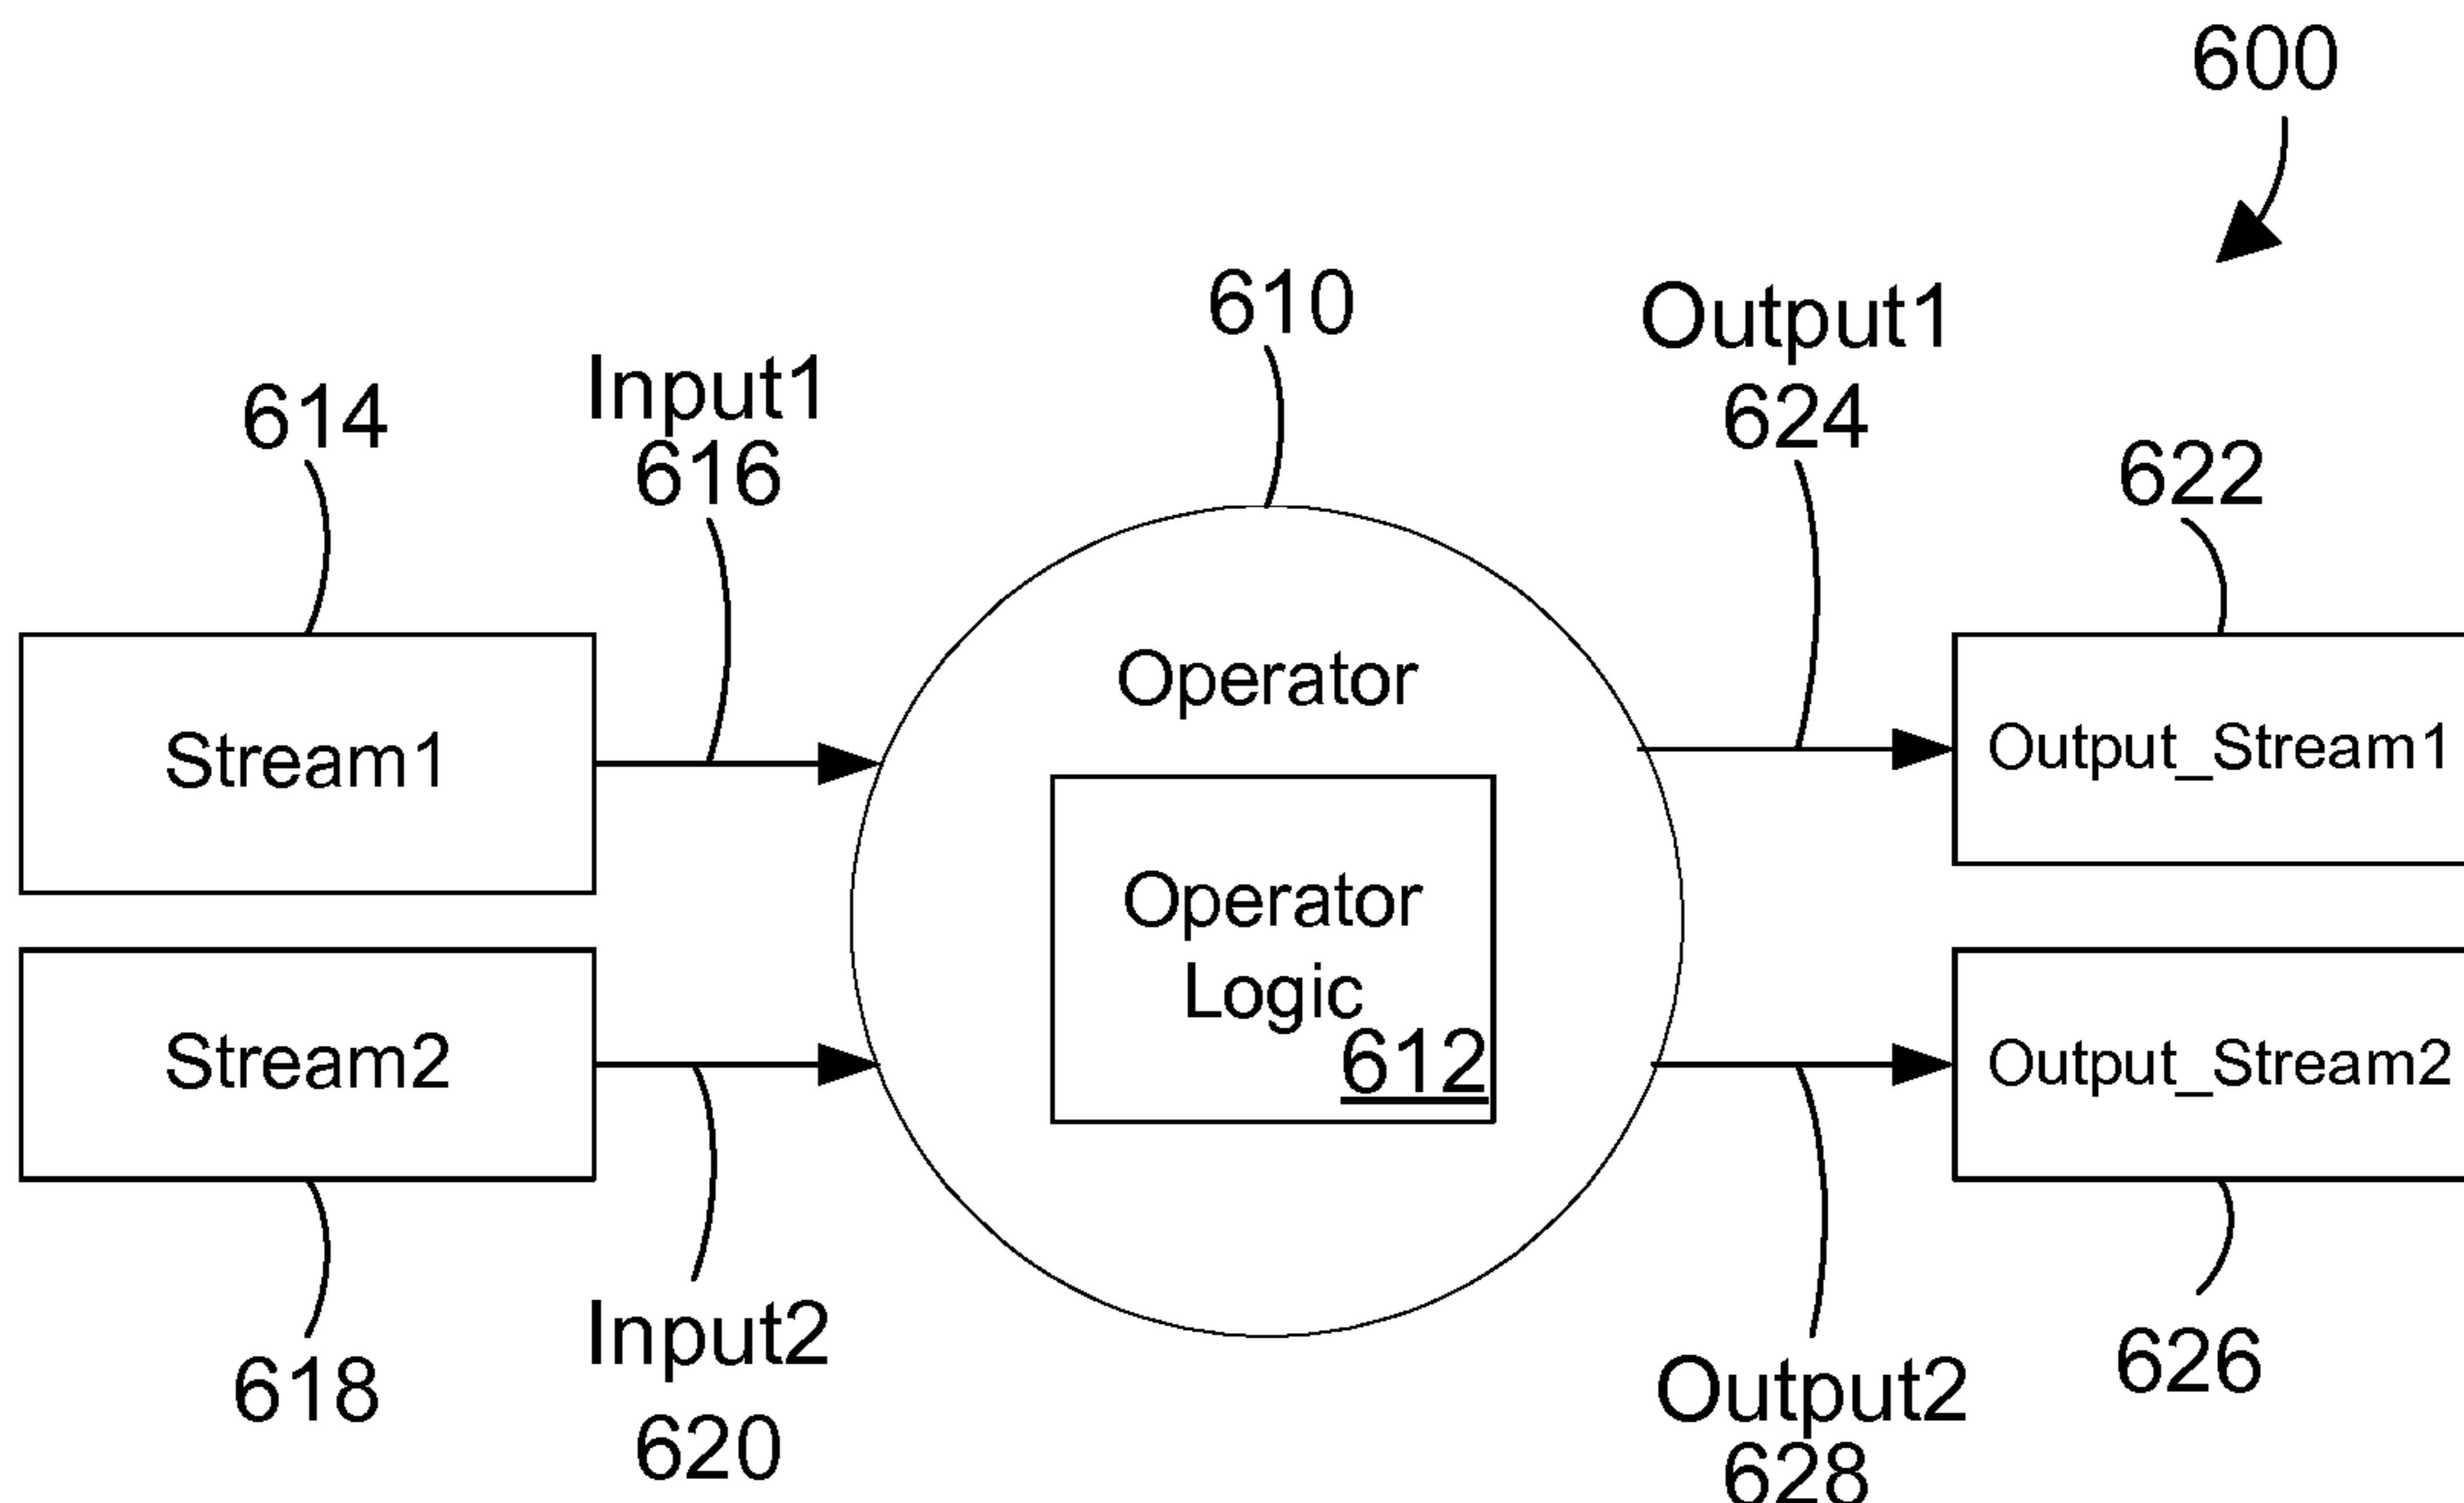 600
610
Output1
624
Input1
616
614
622
Operator
Stream1
Output_Stream1
Operator
Logic
612
Stream2
Output_Stream2
Input2
620
618
Output2
628
626